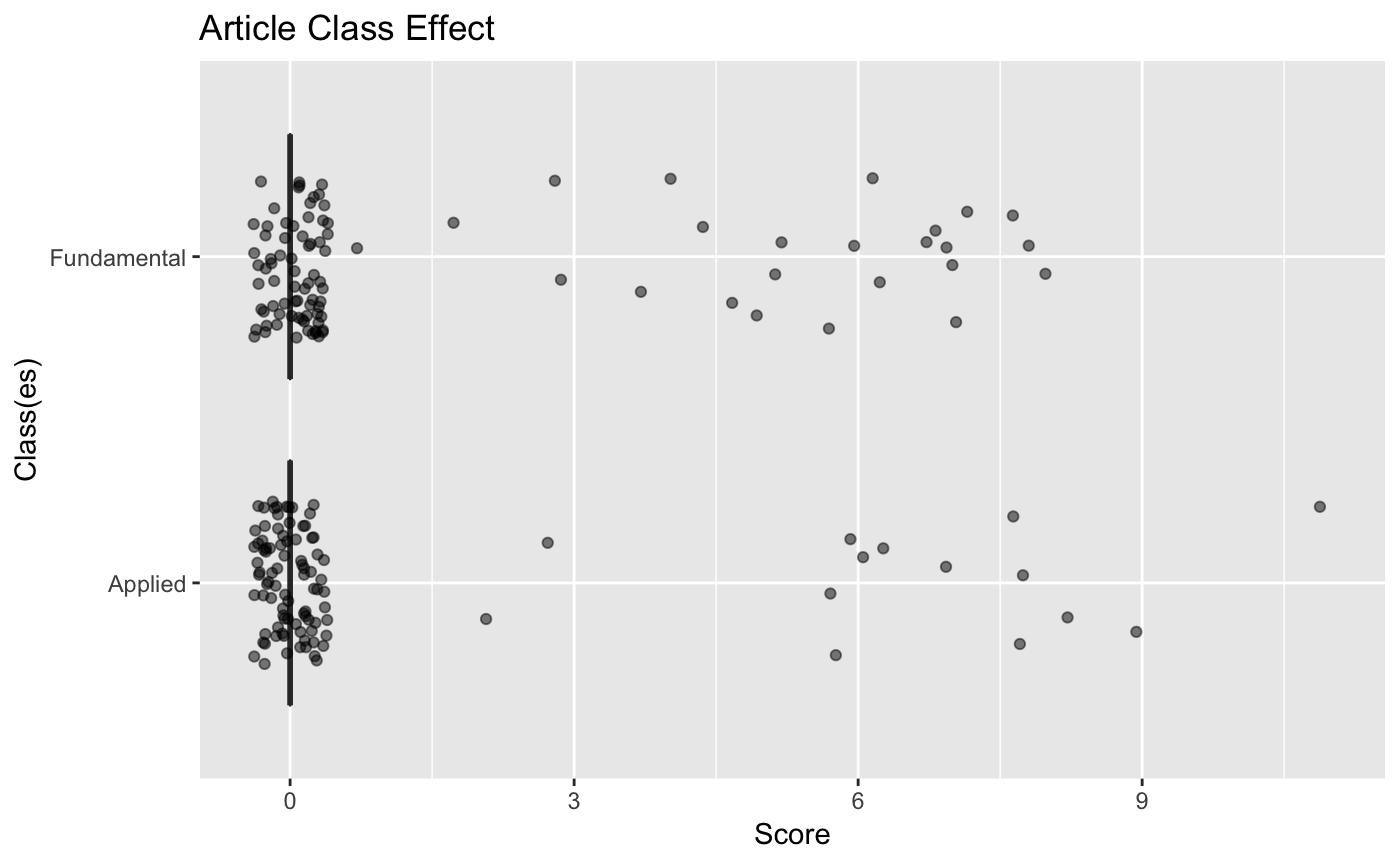 Article Class Effect
Class(es)
Fundamental
Applied
0 3 6 9
Score